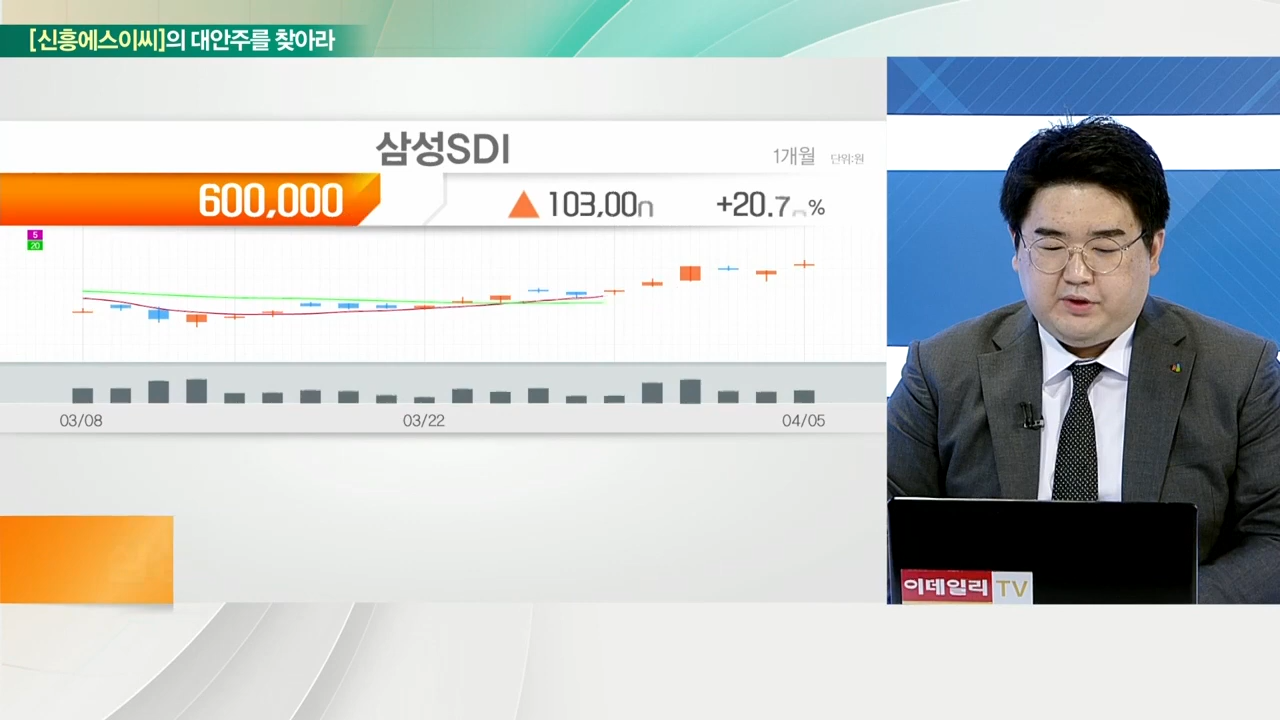 [신흥에스이씨]의 대안주를 찾아라
삼성SDI
1개월 단위:원
600,000 ▲ 103,00 +20.7 %
5
20
03/08 03/22 04/05
이데일리 TV